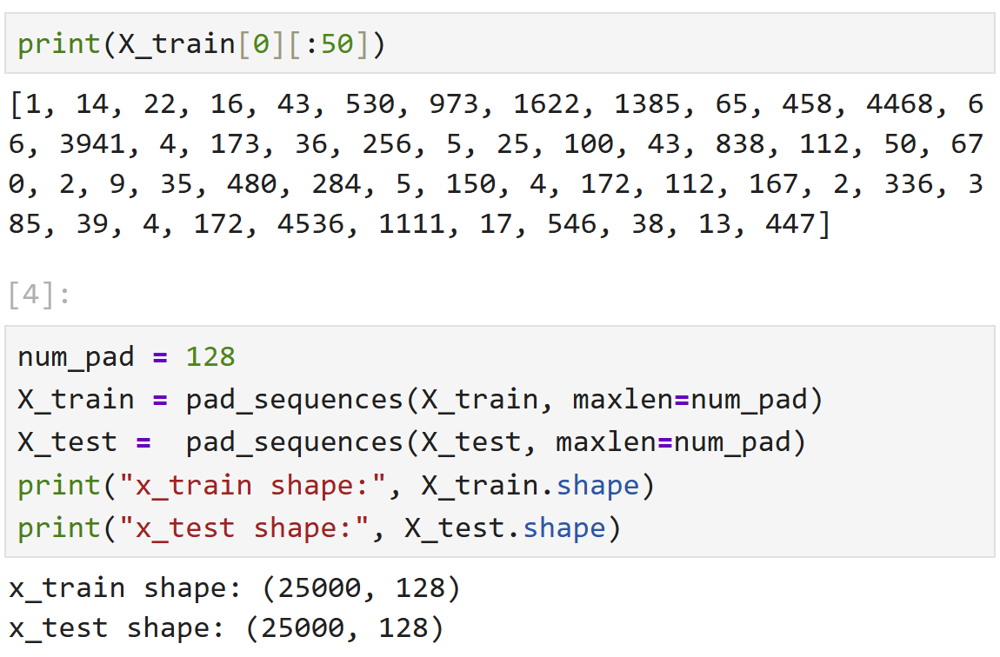 print(X_train[0][:50])
[1, 14, 22, 16, 43, 530, 973, 1622, 1385, 65, 458, 4468, 6
6, 3941, 4, 173, 36, 256, 5, 25, 100, 43, 838, 112, 50, 67
0, 2, 9, 35, 480, 284, 5, 150, 4, 172, 112, 167, 2, 336, 3
85, 39, 4, 172, 4536, 1111, 17, 546, 38, 13, 447]
[4]:
num_pad = 128
X_train = pad_sequences(X_train, maxlen=num_pad)
X_test =  pad_sequences(X_test, maxlen=num_pad)
print("x_train shape:", X_train.shape)
print("x_test shape:", X_test.shape)
x_train shape: (25000, 128)
x_test shape: (25000, 128)